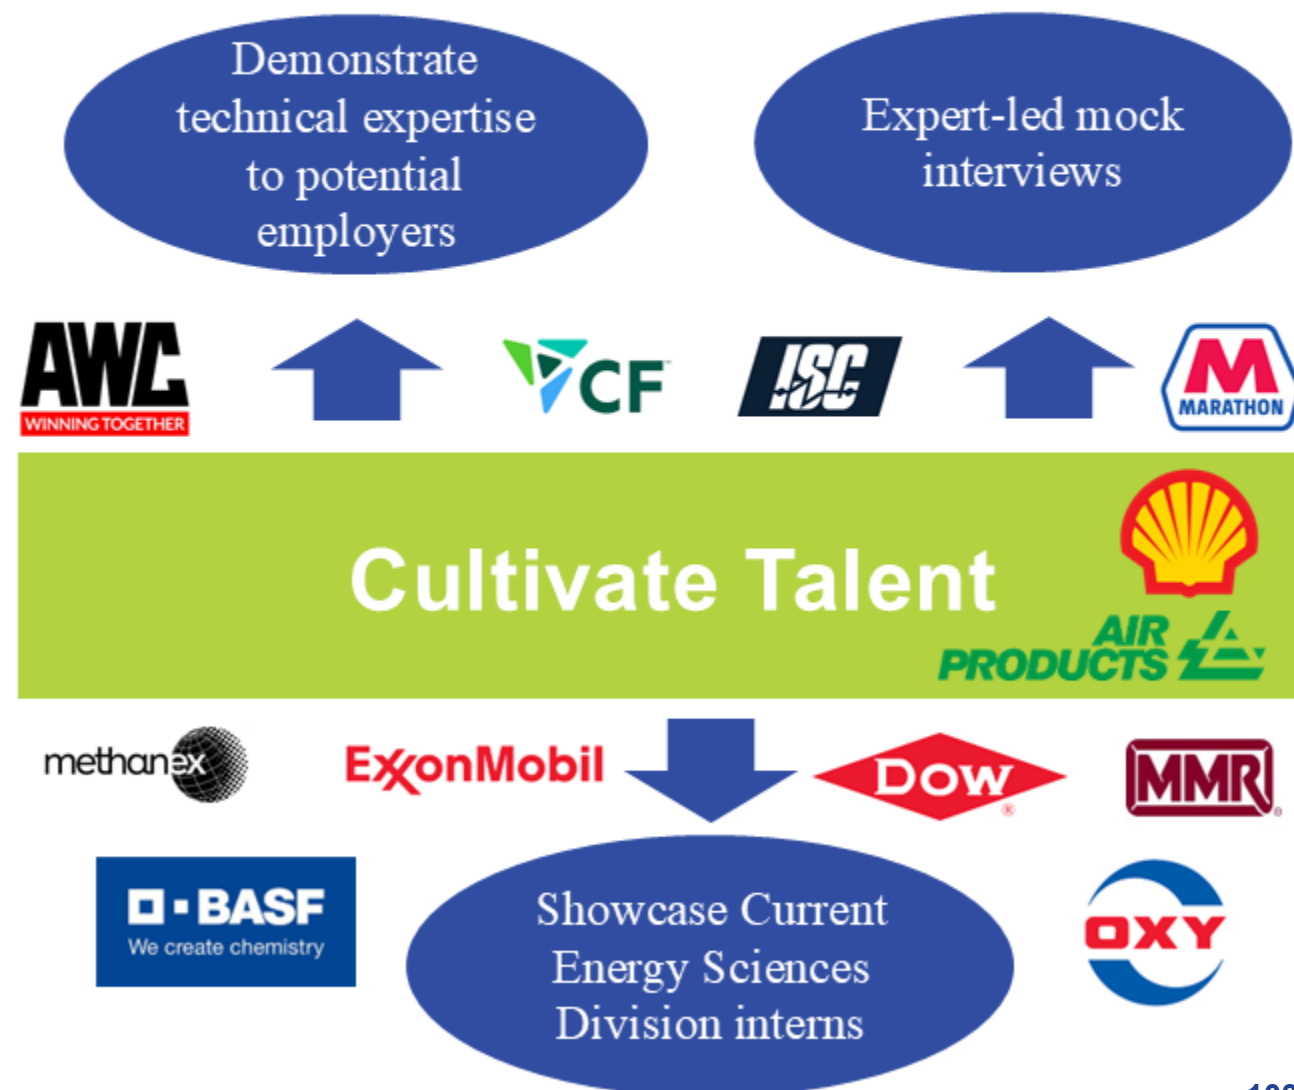 Demonstrate
technical expertise
to potential
employers
Expert-led mock
interviews
AWC
WINNING TOGETHER
CF
ISC
M
MARATHON
Cultivate Talent
AIR
PRODUCTS
methanex
ExxonMobil
DOW
MMR
BASF
We create chemistry
Showcase Current
Energy Sciences
Division interns
OXY